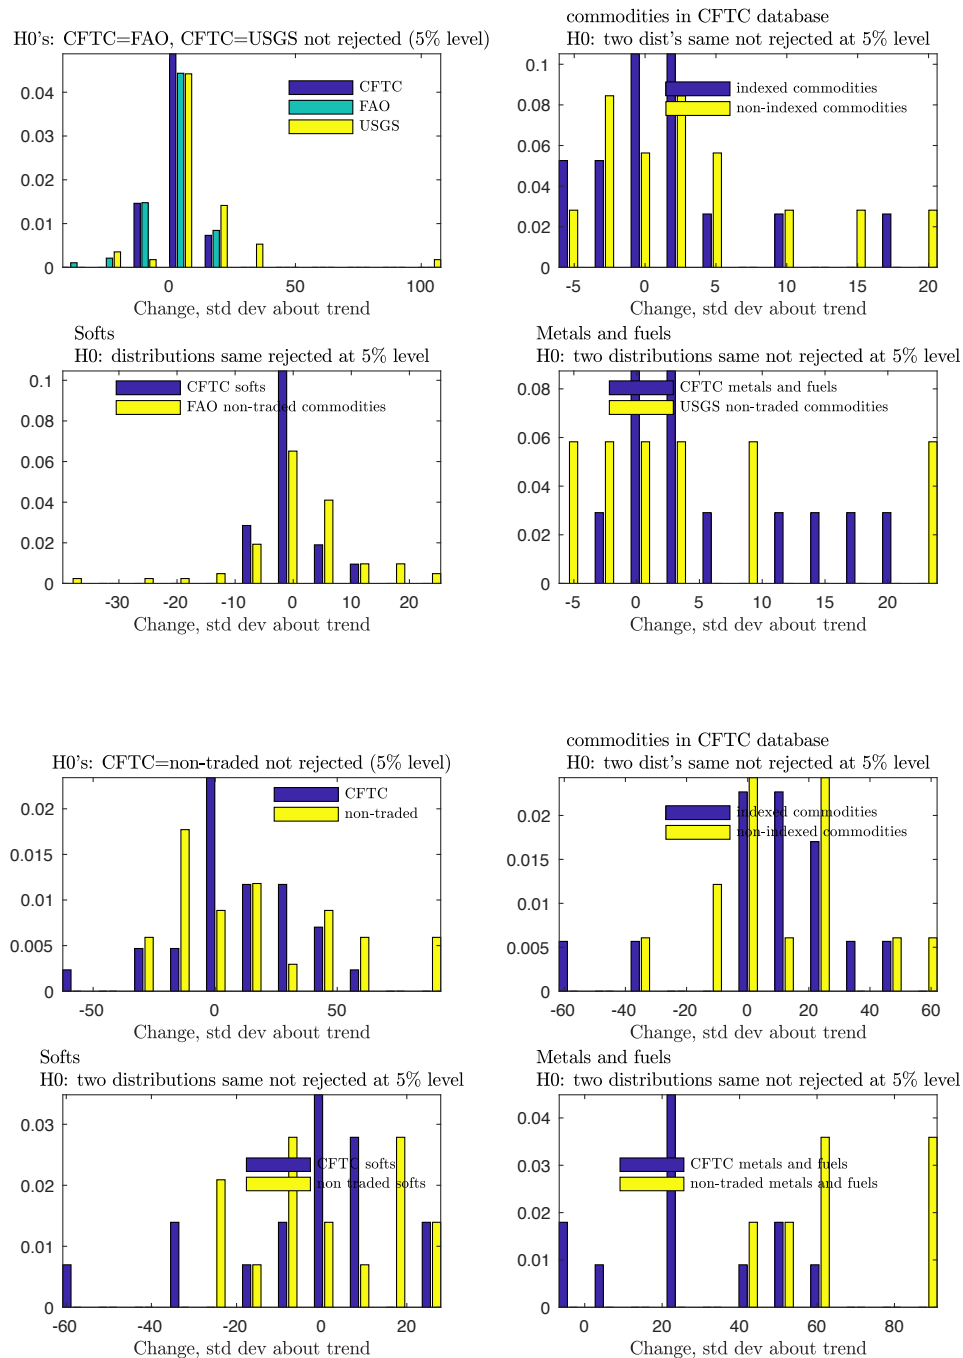 H0's: CFTC=FAO, CFTC=USGS not rejected (5% level)
CFTC
FAO
USGS
0.04
0.03
0.02
0.01
0
0
50
100
Change, std dev about trend
commodities in CFTC database
H0: two dist's same not rejected at 5% level
indexed commodities
non-indexed commodities
0.1
0.08
0.06
0.04
0.02
0
-5
0
5
10
15
20
Change, std dev about trend
Softs
H0: distributions same rejected at 5% level
CFTC softs
FAO non-traded commodities
0.1
0.08
0.06
0.04
0.02
0
-30
-20
-10
0
10
20
Change, std dev about trend
Metals and fuels
H0: two distributions same not rejected at 5% level
CFTC metals and fuels
USGS non-traded commodities
0.08
0.06
0.04
0.02
0
-5
0
5
10
15
20
Change, std dev about trend
H0's: CFTC=non-traded not rejected (5% level)
CFTC
non-traded
0.02
0.015
0.01
0.005
0
-50
0
50
Change, std dev about trend
commodities in CFTC database
H0: two dist's same not rejected at 5% level
indexed commodities
non-indexed commodities
0.02
0.015
0.01
0.005
0
-60
-40
-20
0
20
40
60
Change, std dev about trend
Softs
H0: two distributions same not rejected at 5% level
CFTC softs
non traded softs
0.03
0.02
0.01
0
-60
-40
-20
0
20
Change, std dev about trend
Metals and fuels
H0: two distributions same not rejected at 5% level
CFTC metals and fuels
non-traded metals and fuels
0.04
0.03
0.02
0.01
0
0
20
40
60
80
Change, std dev about trend